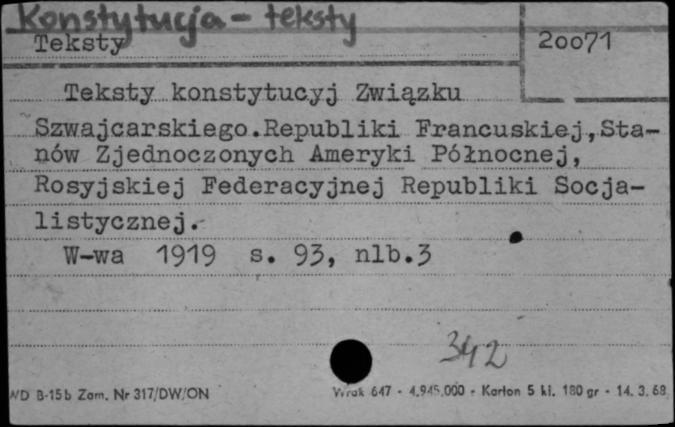 Konstytucja - teksty
Teksty
20071
Teksty konstytucyj Związku
Szwajcarskiego.Republiki Francuskiej,Sta-
nów Zjednoczonych Ameryki Północnej,
Rosyjskiej Federacyjnej Republiki Socja-
listycznej.-
W-wa 1919 s. 93, nlb.3
342
WD B-15b Zam. Nr 317/DW/ON
647 - 4.945.000 - Karton 5 kl. 180 gr - 14. 3. 68